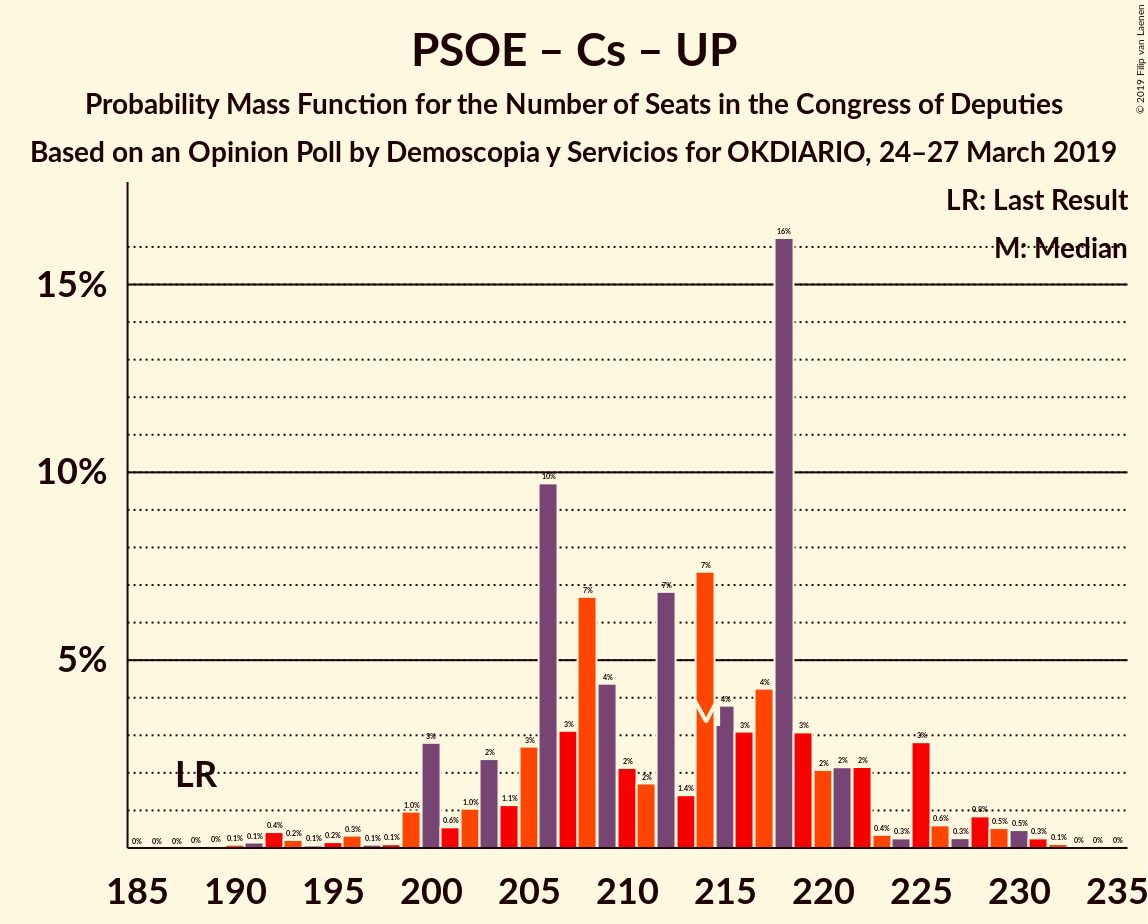 PSOE – Cs – UP
Probability Mass Function for the Number of Seats in the Congress of Deputies
Based on an Opinion Poll by Demoscopia y Servicios for OKDIARIO, 24–27 March 2019
© 2019 Filip van Laenen
LR: Last Result
M: Median
15%
10%
5%
LR
M
0% 0% 0% 0% 0% 0.1% 0.1% 0.4% 0.2% 0.1% 0.2% 0.3% 0.1% 0.1% 1.0% 3% 0.6% 1.0% 2% 1.1% 3% 10% 3% 7% 4% 2% 2% 7% 1.4% 7% 4% 3% 4% 16% 3% 2% 2% 2% 0.4% 0.3% 3% 0.6% 0.3% 0.8% 0.5% 0.5% 0.3% 0.1% 0% 0% 0%
185 190 195 200 205 210 215 220 225 230 235